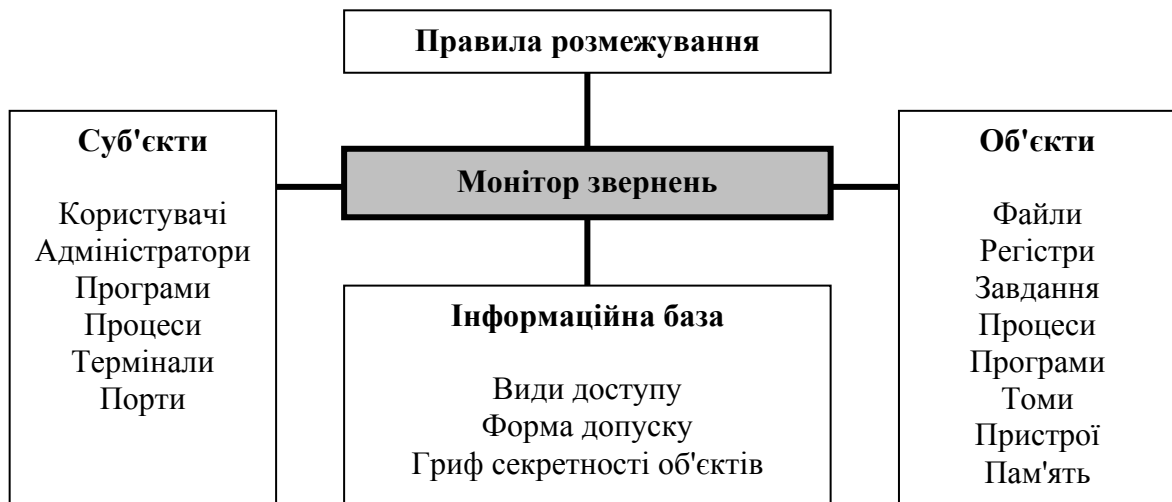 Правила розмежування
Суб'єкти
Користувачі
Адміністратори
Програми
Процеси
Термінали
Порти
Монітор звернень
Інформаційна база
Види доступу
Форма допуску
Гриф секретності об'єктів
Об'єкти
Файли
Регістри
Завдання
Процеси
Програми
Томи
Пристрої
Пам'ять